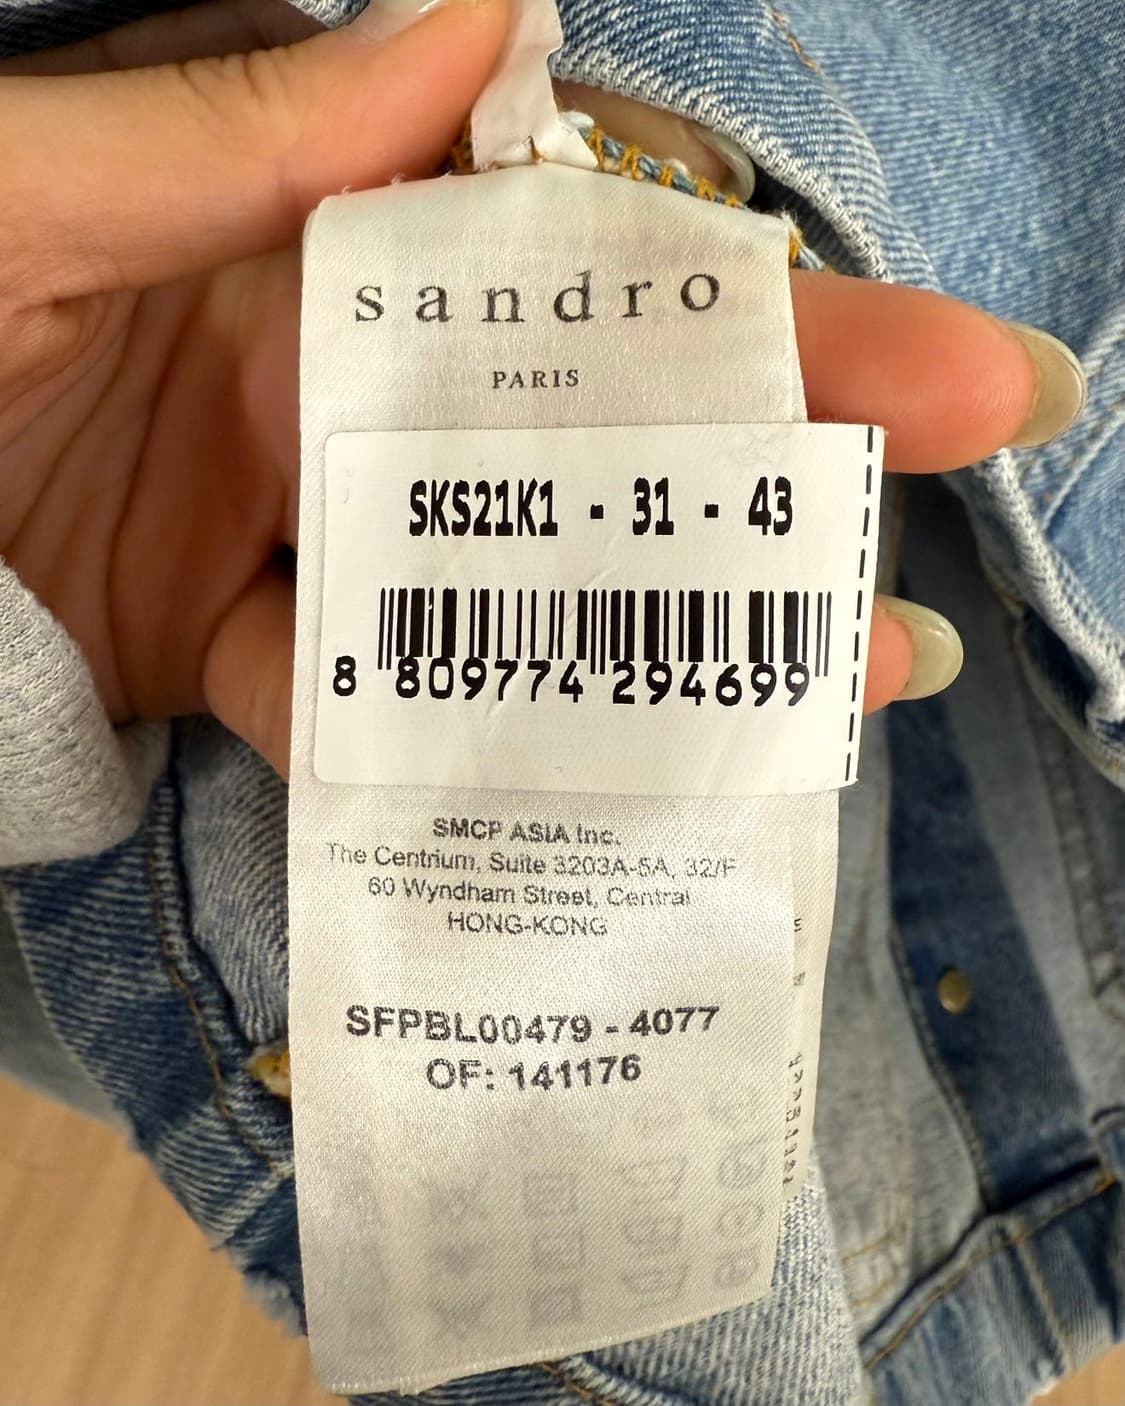 sandro
PARIS
SKS21K1 - 31 - 43
8 809774 294699
SMCP ASIA Inc.
The Centrium, Suite 3203A-5A, 32/F
60 Wyndham Street, Central
HONG-KONG
SFPBL00479 - 4077
OF: 141176